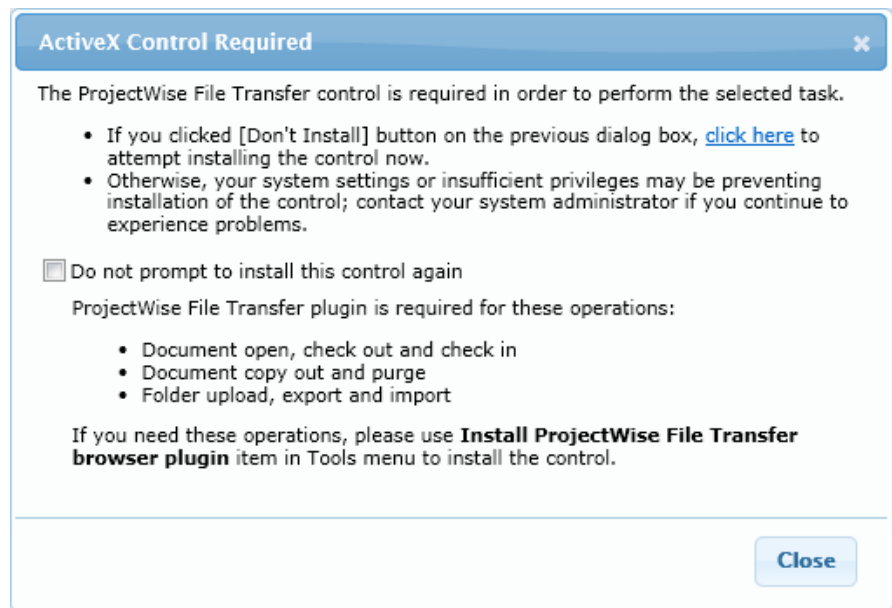 ActiveX Control Required
The ProjectWise File Transfer control is required in order to perform the selected task.
• If you clicked [Don't Install] button on the previous dialog box, click here to
attempt installing the control now.
• Otherwise, your system settings or insufficient privileges may be preventing
installation of the control; contact your system administrator if you continue to
experience problems.
Do not prompt to install this control again
ProjectWise File Transfer plugin is required for these operations:
• Document open, check out and check in
• Document copy out and purge
• Folder upload, export and import
If you need these operations, please use Install ProjectWise File Transfer
browser plugin item in Tools menu to install the control.
Close